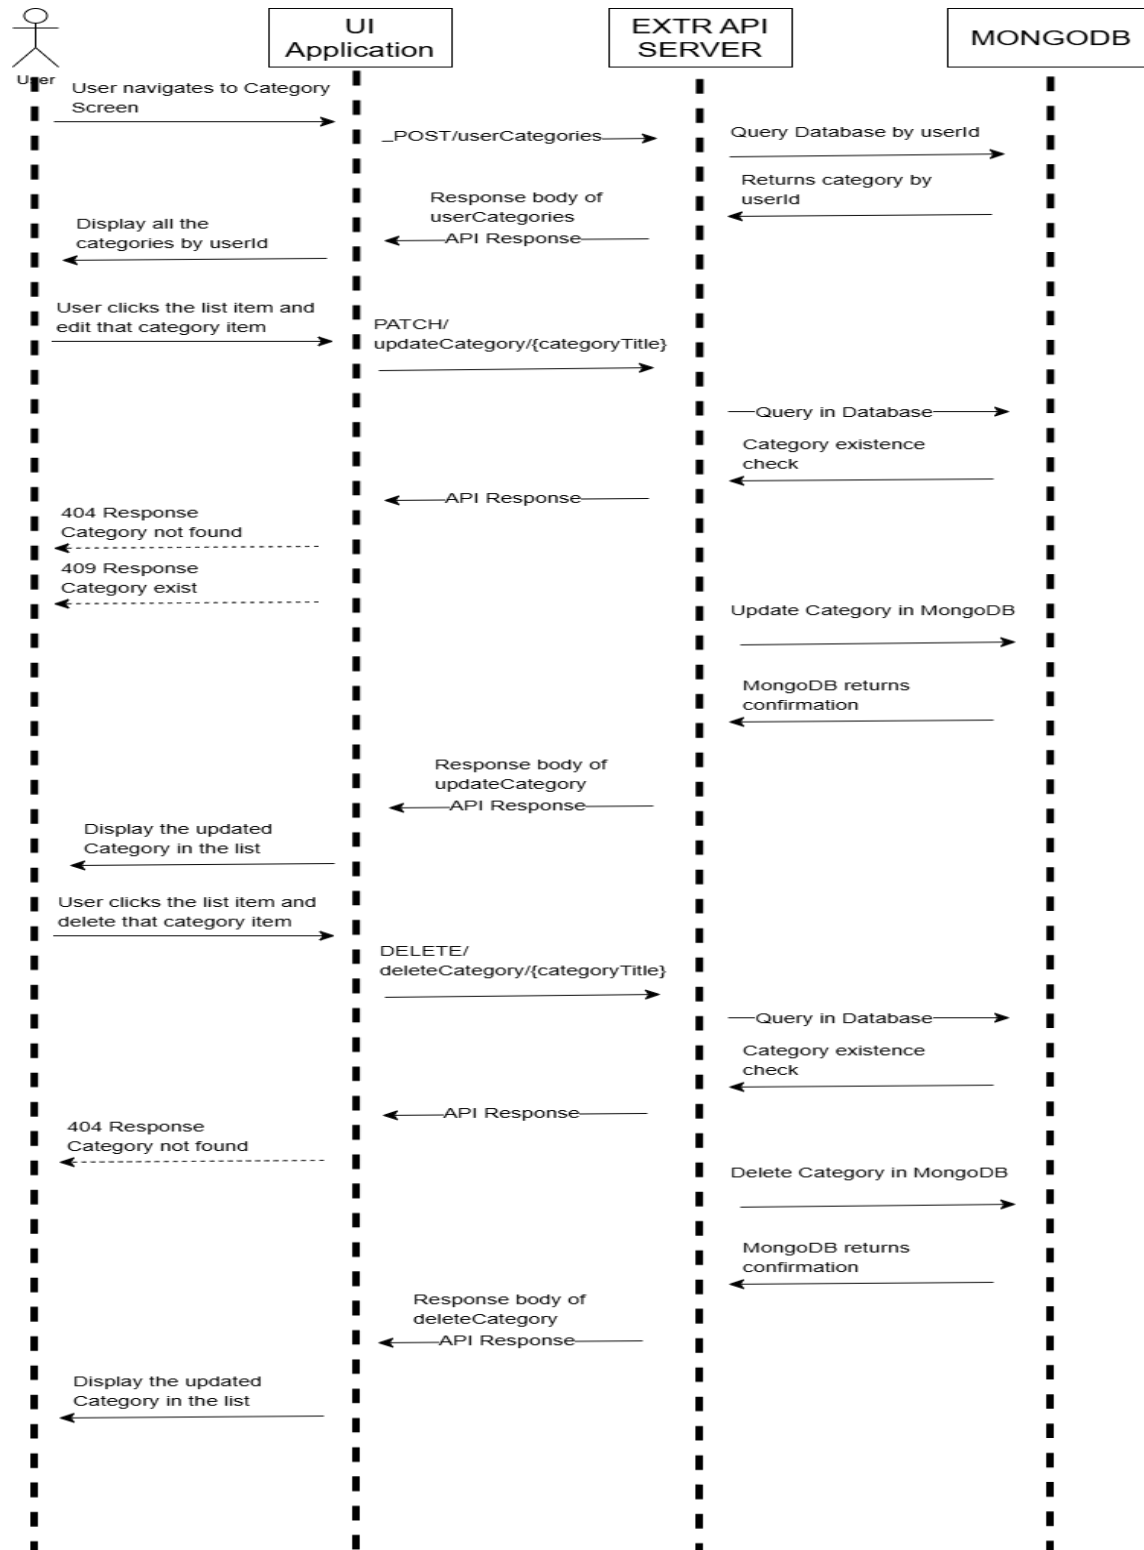 User
UI
Application
EXTR API
SERVER
MONGODB
User navigates to Category
Screen
_POST/userCategories
Query Database by userId
Returns category by
userId
Response body of
userCategories
API Response
Display all the
categories by userId
User clicks the list item and
edit that category item
PATCH/
updateCategory/{categoryTitle}
Query in Database
Category existence
check
API Response
404 Response
Category not found
409 Response
Category exist
Update Category in MongoDB
MongoDB returns
confirmation
Response body of
updateCategory
API Response
Display the updated
Category in the list
User clicks the list item and
delete that category item
DELETE/
deleteCategory/{categoryTitle}
Query in Database
Category existence
check
API Response
404 Response
Category not found
Delete Category in MongoDB
MongoDB returns
confirmation
Response body of
deleteCategory
API Response
Display the updated
Category in the list